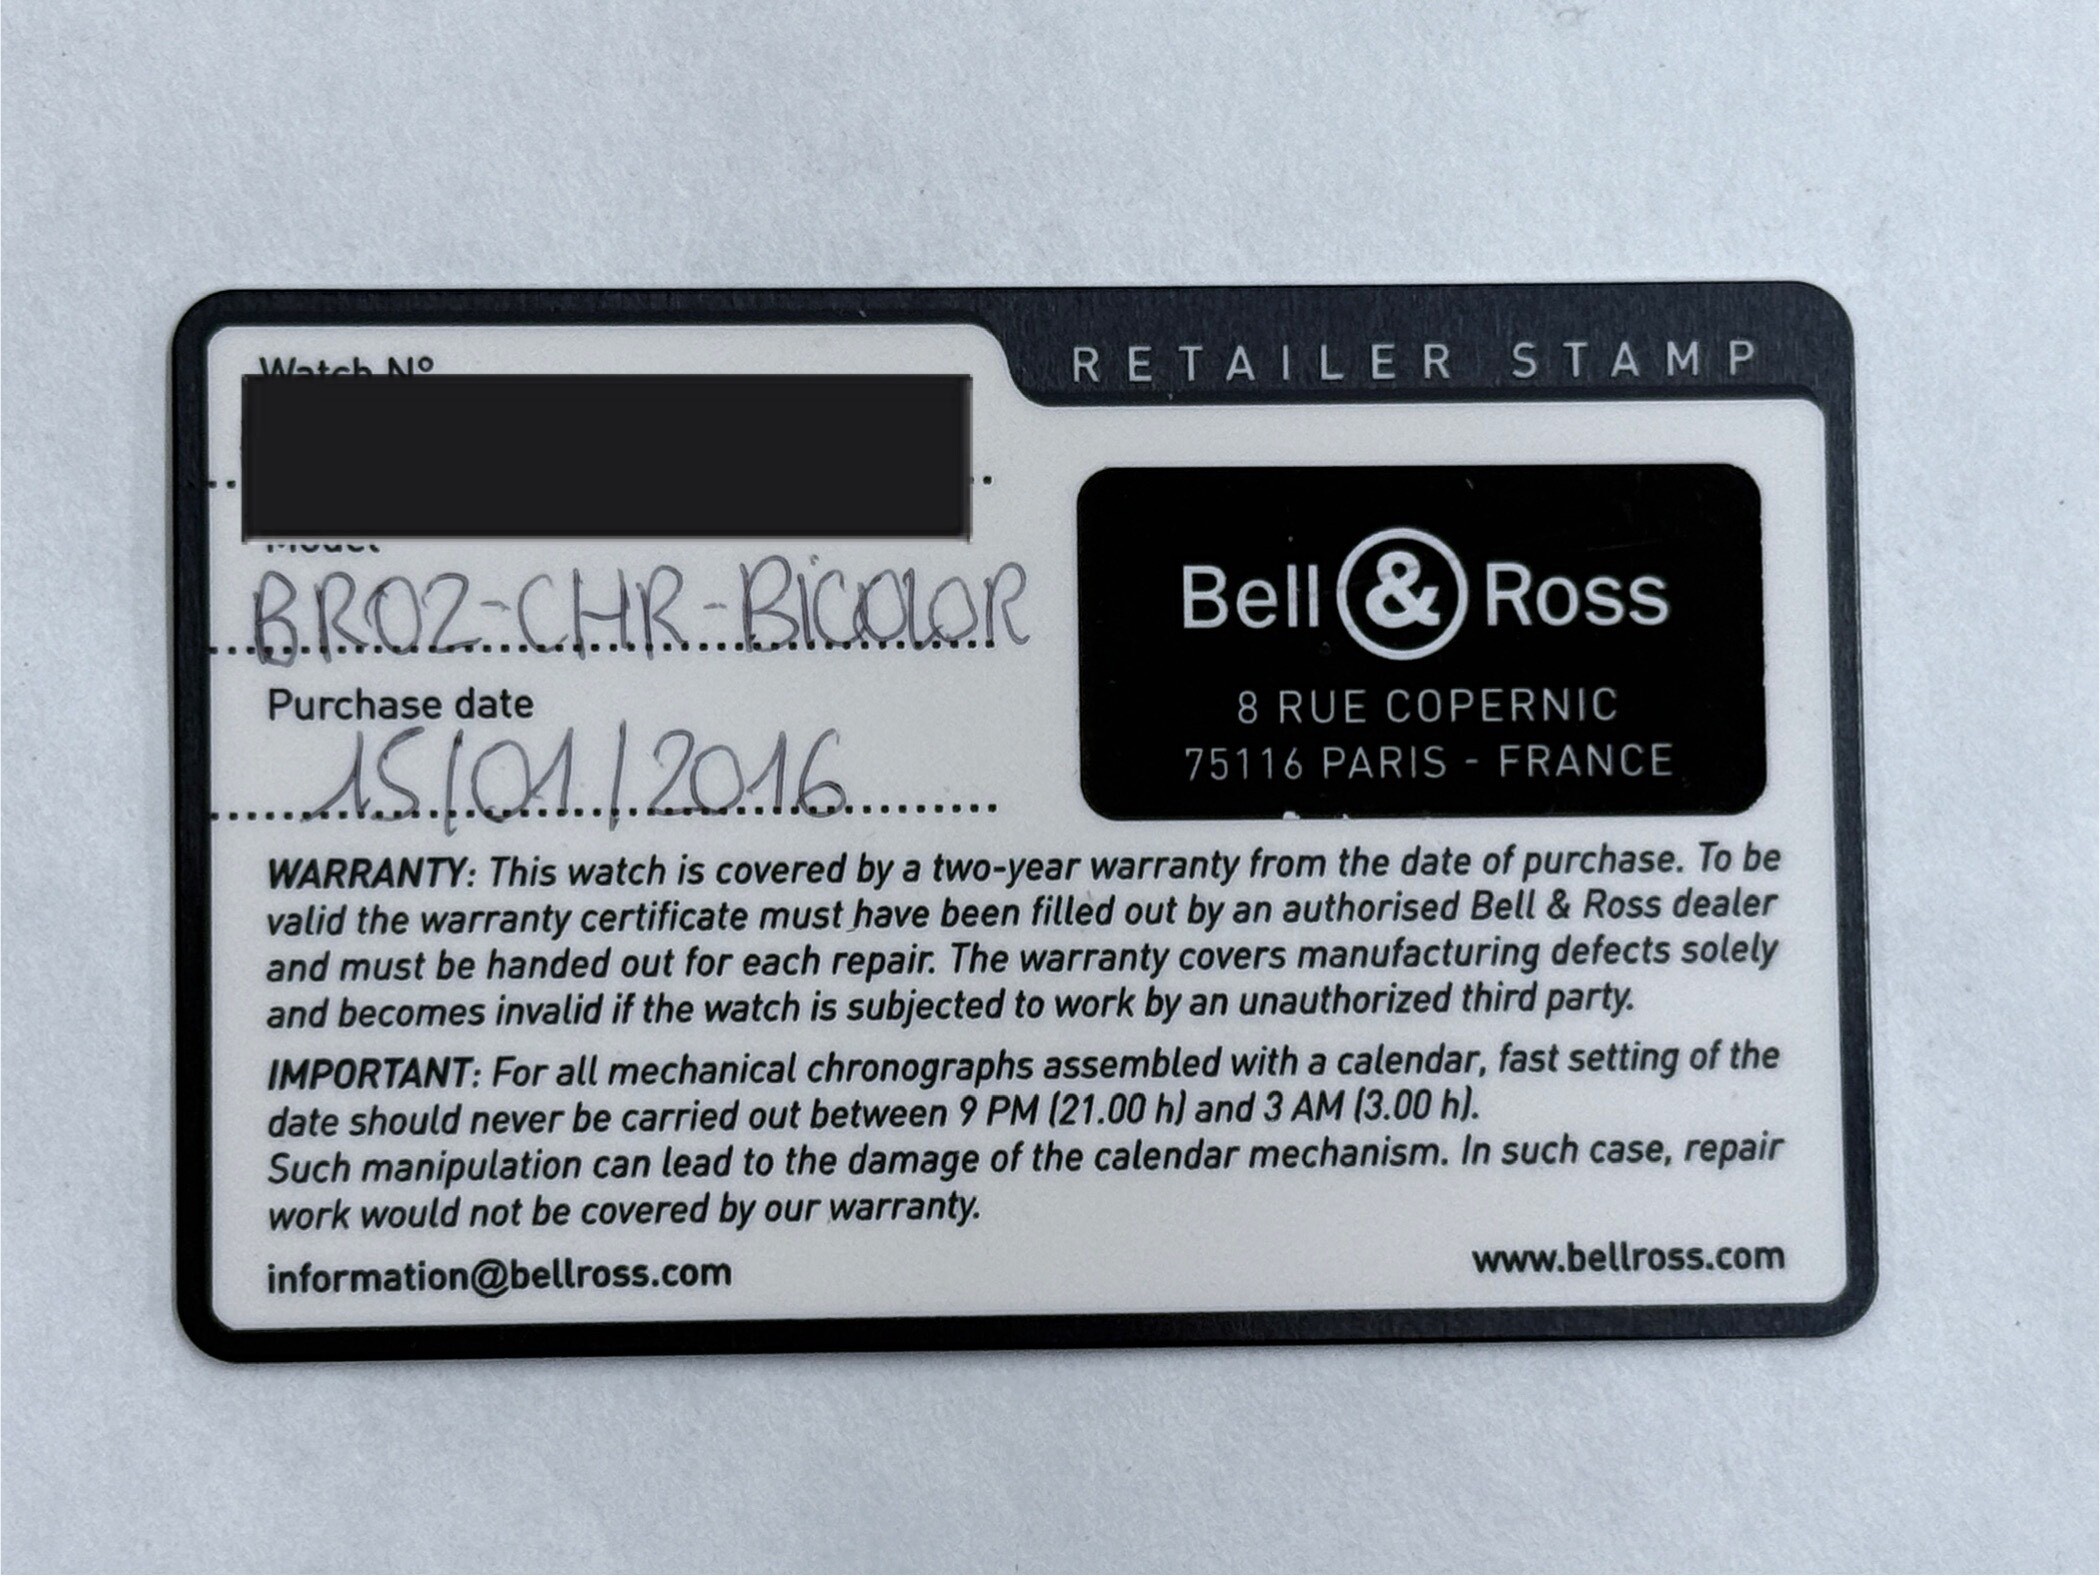 Watch Nº
RETAILER STAMP
Model
BR02-CHR-BiCOLOR
Purchase date
15/01/2016
Bell & Ross
8 RUE COPERNIC
75116 PARIS - FRANCE
WARRANTY: This watch is covered by a two-year warranty from the date of purchase. To be
valid the warranty certificate must have been filled out by an authorised Bell & Ross dealer
and must be handed out for each repair. The warranty covers manufacturing defects solely
and becomes invalid if the watch is subjected to work by an unauthorized third party.
IMPORTANT: For all mechanical chronographs assembled with a calendar, fast setting of the
date should never be carried out between 9 PM (21.00 h) and 3 AM (3.00 h).
Such manipulation can lead to the damage of the calendar mechanism. In such case, repair
work would not be covered by our warranty.
information@bellross.com
www.bellross.com